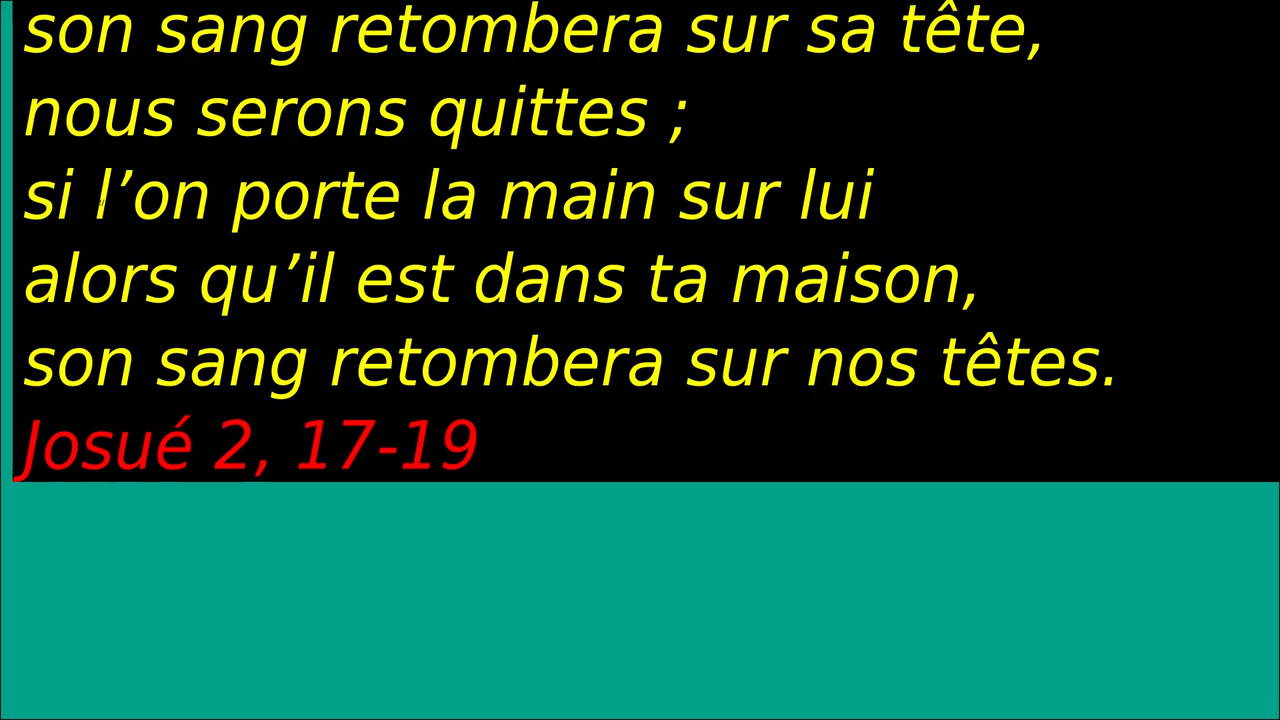 son sang retombera sur sa tête,
nous serons quittes ;
si l’on porte la main sur lui
alors qu’il est dans ta maison,
son sang retombera sur nos têtes.
Josué 2, 17-19